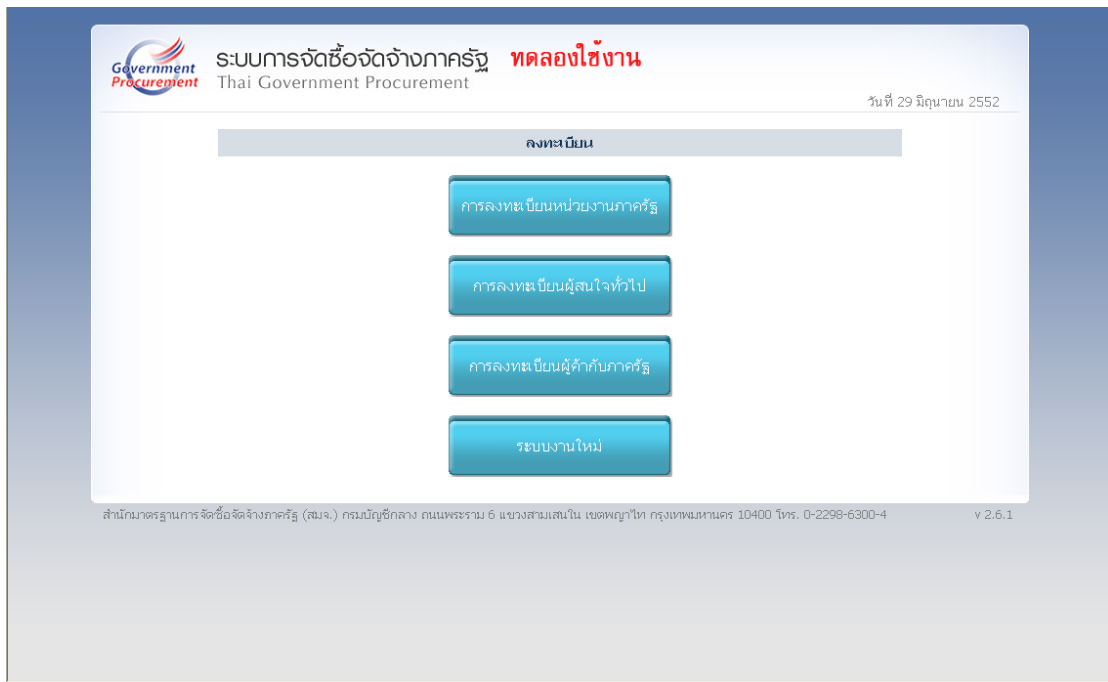 Government
Procurement
ระบบการจัดซื้อจัดจ้างภาครัฐ ทดลองใช้งาน
Thai Government Procurement
วันที่ 29 มิถุนายน 2552
ลงทะเบียน
การลงทะเบียนหน่วยงานภาครัฐ
การลงทะเบียนผู้สนใจทั่วไป
การลงทะเบียนผู้ค้ากับภาครัฐ
ระบบงานใหม่
สำนักมาตรฐานการจัดซื้อจัดจ้างภาครัฐ (สมจ.) กรมบัญชีกลาง ถนนพระราม 6 แขวงสามเสนใน เขตพญาไท กรุงเทพมหานคร 10400 โทร. 0-2298-6300-4 v 2.6.1